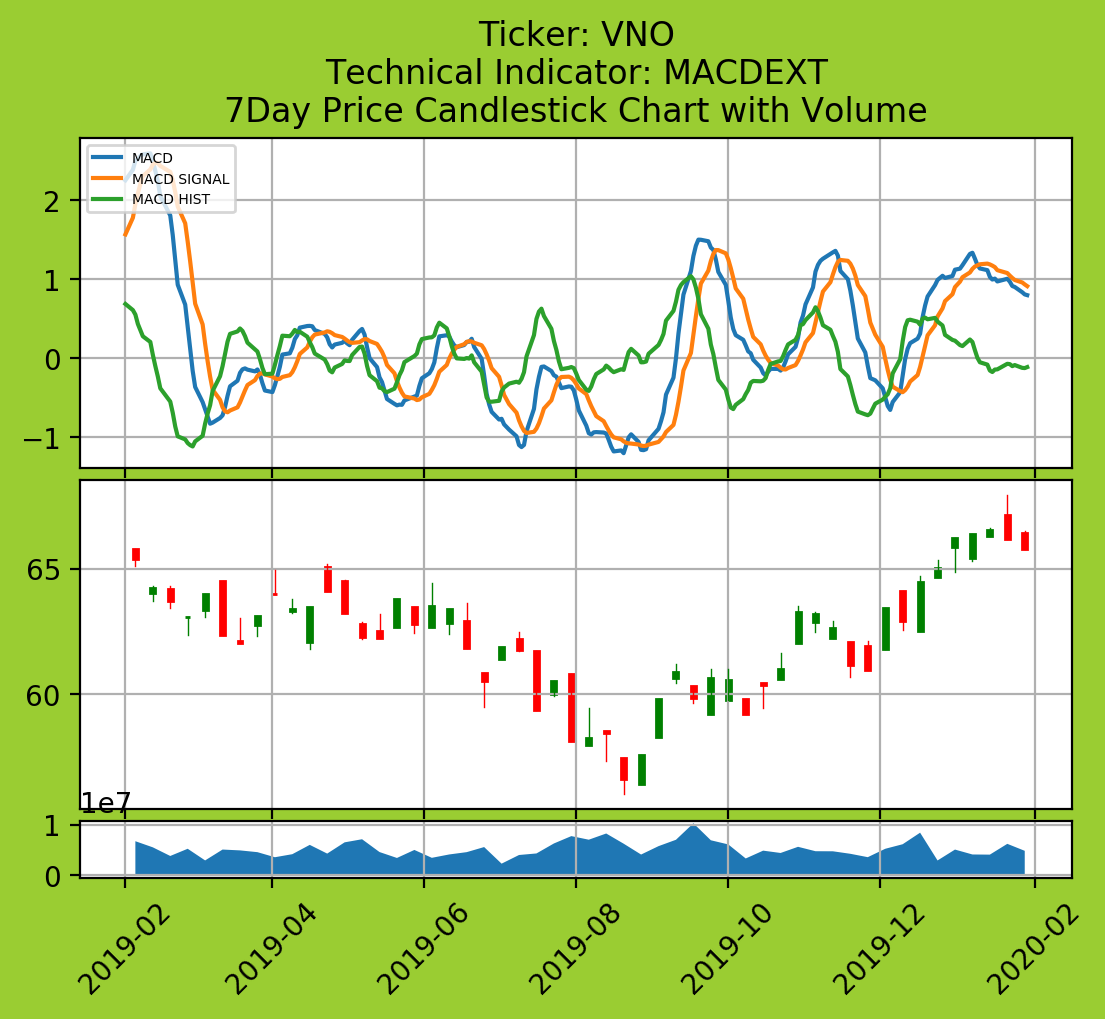 Ticker: VNO
Technical Indicator: MACDEXT
7Day Price Candlestick Chart with Volume
MACD
MACD SIGNAL
MACD HIST
2
1
0
−1
65
60
1e7
1
0
2019-02
2019-04
2019-06
2019-08
2019-10
2019-12
2020-02